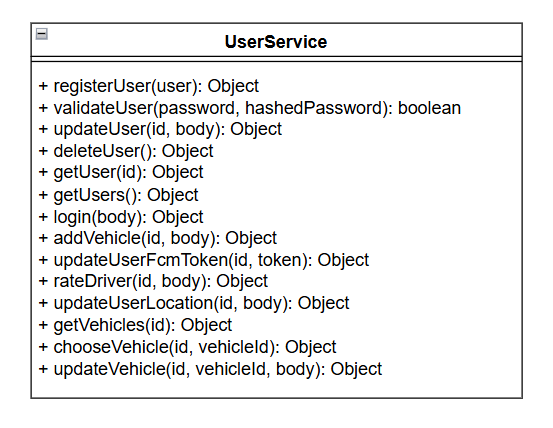 UserService
+ registerUser(user): Object
+ validateUser(password, hashedPassword): boolean
+ updateUser(id, body): Object
+ deleteUser(): Object
+ getUser(id): Object
+ getUsers(): Object
+ login(body): Object
+ addVehicle(id, body): Object
+ updateUserFcmToken(id, token): Object
+ rateDriver(id, body): Object
+ updateUserLocation(id, body): Object
+ getVehicles(id): Object
+ chooseVehicle(id, vehicleId): Object
+ updateVehicle(id, vehicleId, body): Object